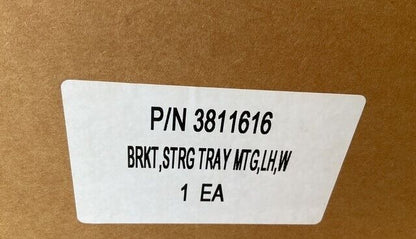 P/N 3811616
BRKT,STRG TRAY MTG,LH,W
1 EA